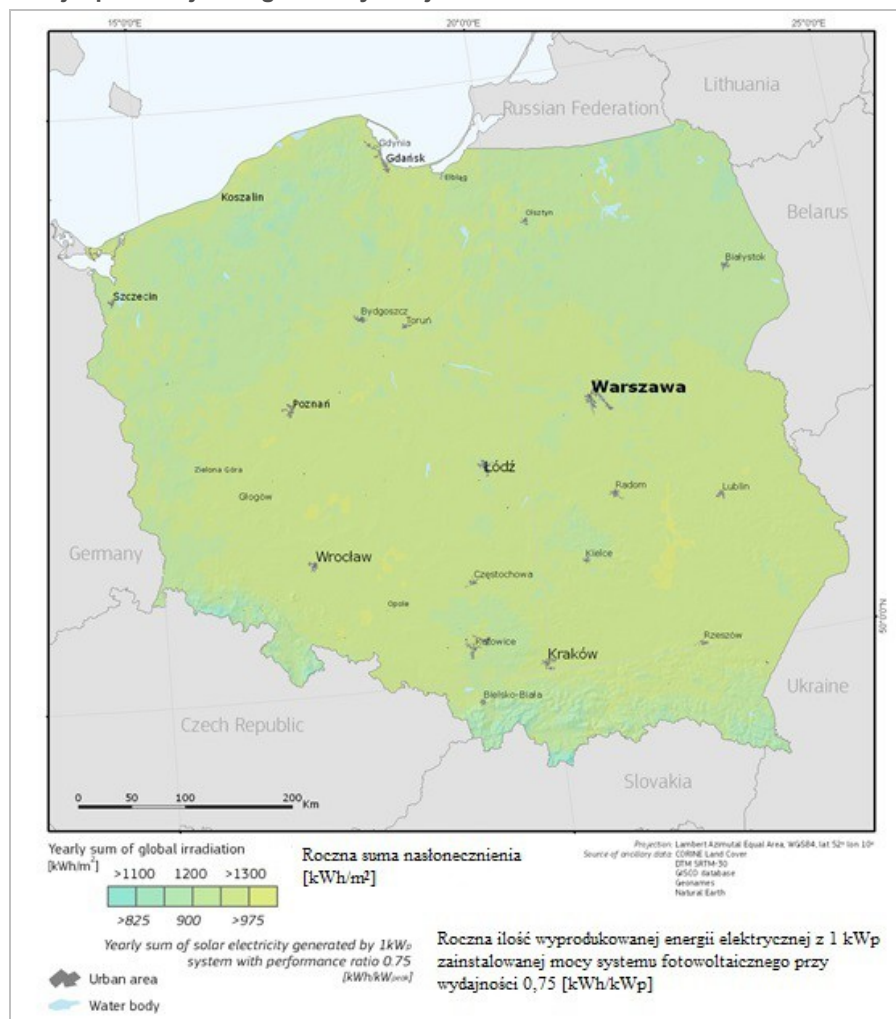 15°0'0"E
20°0'0"E
25°0'0"E
Lithuania
Russian Federation
Gdynia
Gdańsk
Elbląg
Koszalin
Olsztyn
Belarus
Białystok
Szczecin
Bydgoszcz
Toruń
Warszawa
Poznań
Łódź
Zielona Góra
Głogów
Radom
Lublin
Germany
Wrocław
Kielce
Częstochowa
Opole
50°0'0"N
Katowice
Rzeszów
Kraków
Ukraine
Bielsko-Biała
Czech Republic
Slovakia
0 50 100 200 Km
Yearly sum of global irradiation
[kWh/m²]
>1100 1200 >1300
>825 900 >975
Yearly sum of solar electricity generated by 1kWp
system with performance ratio 0.75
[kWh/kWpeak]
Urban area
Water body
Roczna suma nasłonecznienia
[kWh/m²]
Projection: Lambert Azimutal Equal Area, WGS84, lat 52° lon 10°
Source of ancillary data: CORINE Land Cover
DTM SRTM-30
GISCO database
Geonames
Natural Earth
Roczna ilość wyprodukowanej energii elektrycznej z 1 kWp
zainstalowanej mocy systemu fotowoltaicznego przy
wydajności 0,75 [kWh/kWp]